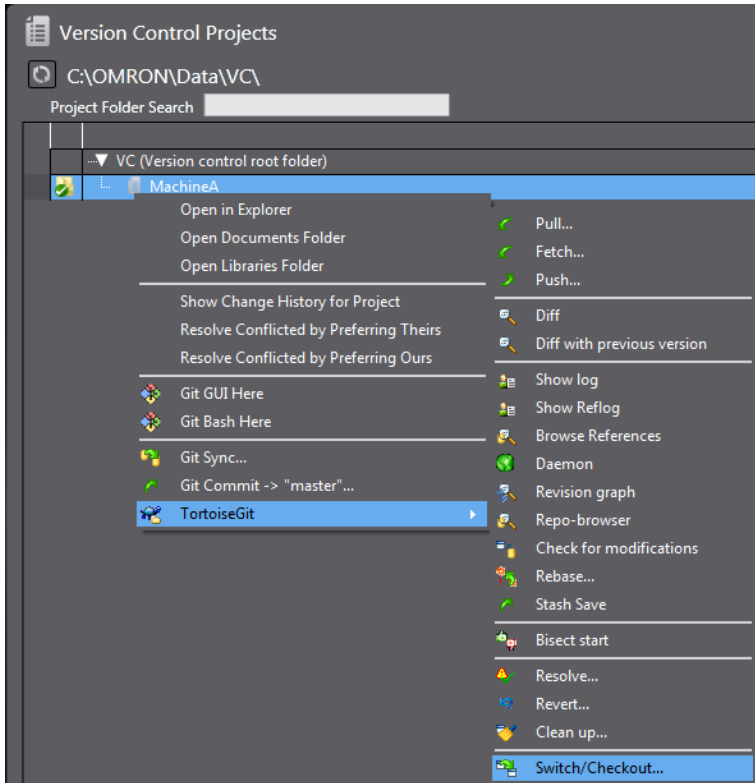 Version Control Projects
C:\OMRON\Data\VC\
Project Folder Search
VC (Version control root folder)
MachineA
Open in Explorer
Open Documents Folder
Open Libraries Folder
Show Change History for Project
Resolve Conflicted by Preferring Theirs
Resolve Conflicted by Preferring Ours
Git GUI Here
Git Bash Here
Git Sync...
Git Commit -> "master"...
TortoiseGit
Pull...
Fetch...
Push...
Diff
Diff with previous version
Show log
Show Reflog
Browse References
Daemon
Revision graph
Repo-browser
Check for modifications
Rebase...
Stash Save
Bisect start
Resolve...
Revert...
Clean up...
Switch/Checkout...